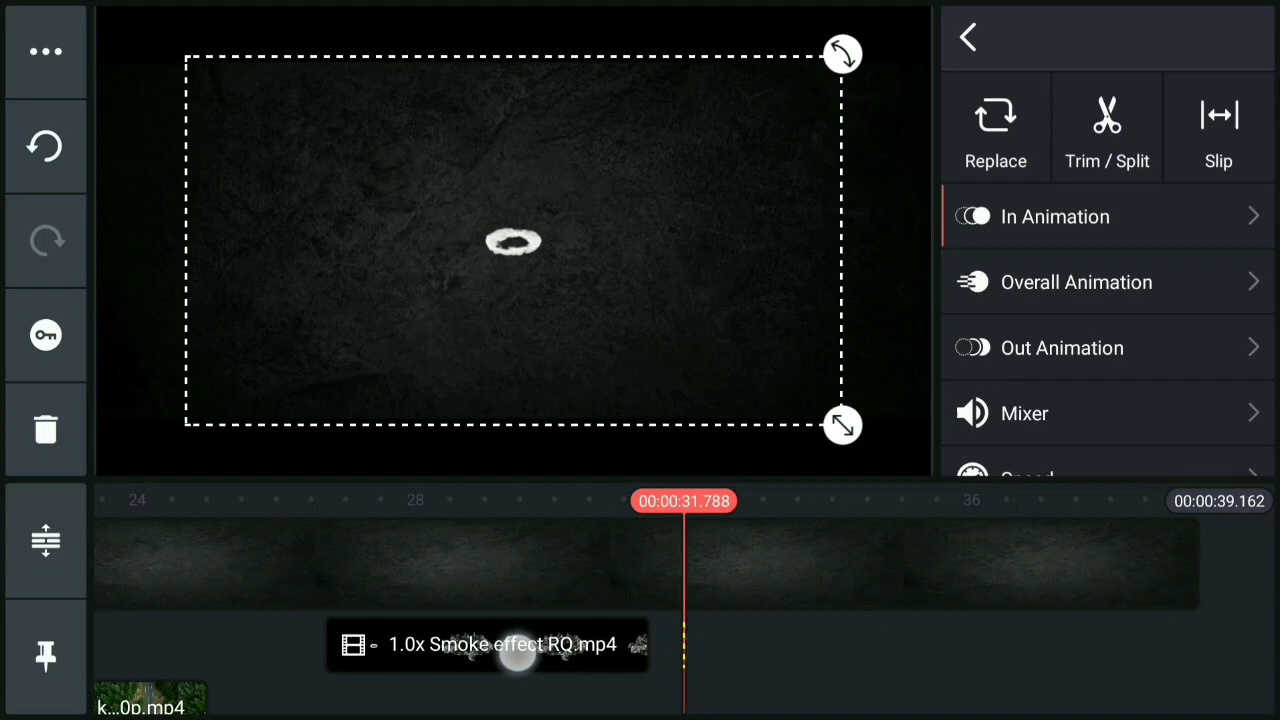 Replace
Trim / Split
Slip
In Animation
Overall Animation
Out Animation
Mixer
Speed
24
28
00:00:31.788
36
00:00:39.162
1.0x Smoke effect RQ.mp4
k...0p.mp4